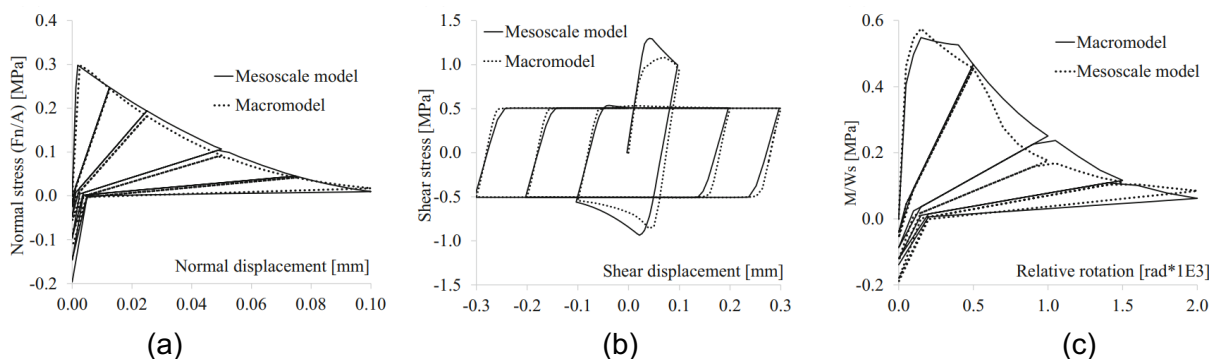 0.4
0.3
0.2
0.1
0.0
-0.1
-0.2
Normal stress (Fn/A) [MPa]
Mesoscale model
Macromodel
Normal displacement [mm]
0.00 0.02 0.04 0.06 0.08 0.10
(a)
1.5
1.0
0.5
0.0
-0.5
-1.0
-1.5
Shear stress [MPa]
Mesoscale model
Macromodel
Shear displacement [mm]
-0.3 -0.2 -0.1 0.0 0.1 0.2 0.3
(b)
0.6
0.4
0.2
0.0
-0.2
M/Ws [MPa]
Macromodel
Mesoscale model
Relative rotation [rad*1E3]
0.0 0.5 1.0 1.5 2.0
(c)